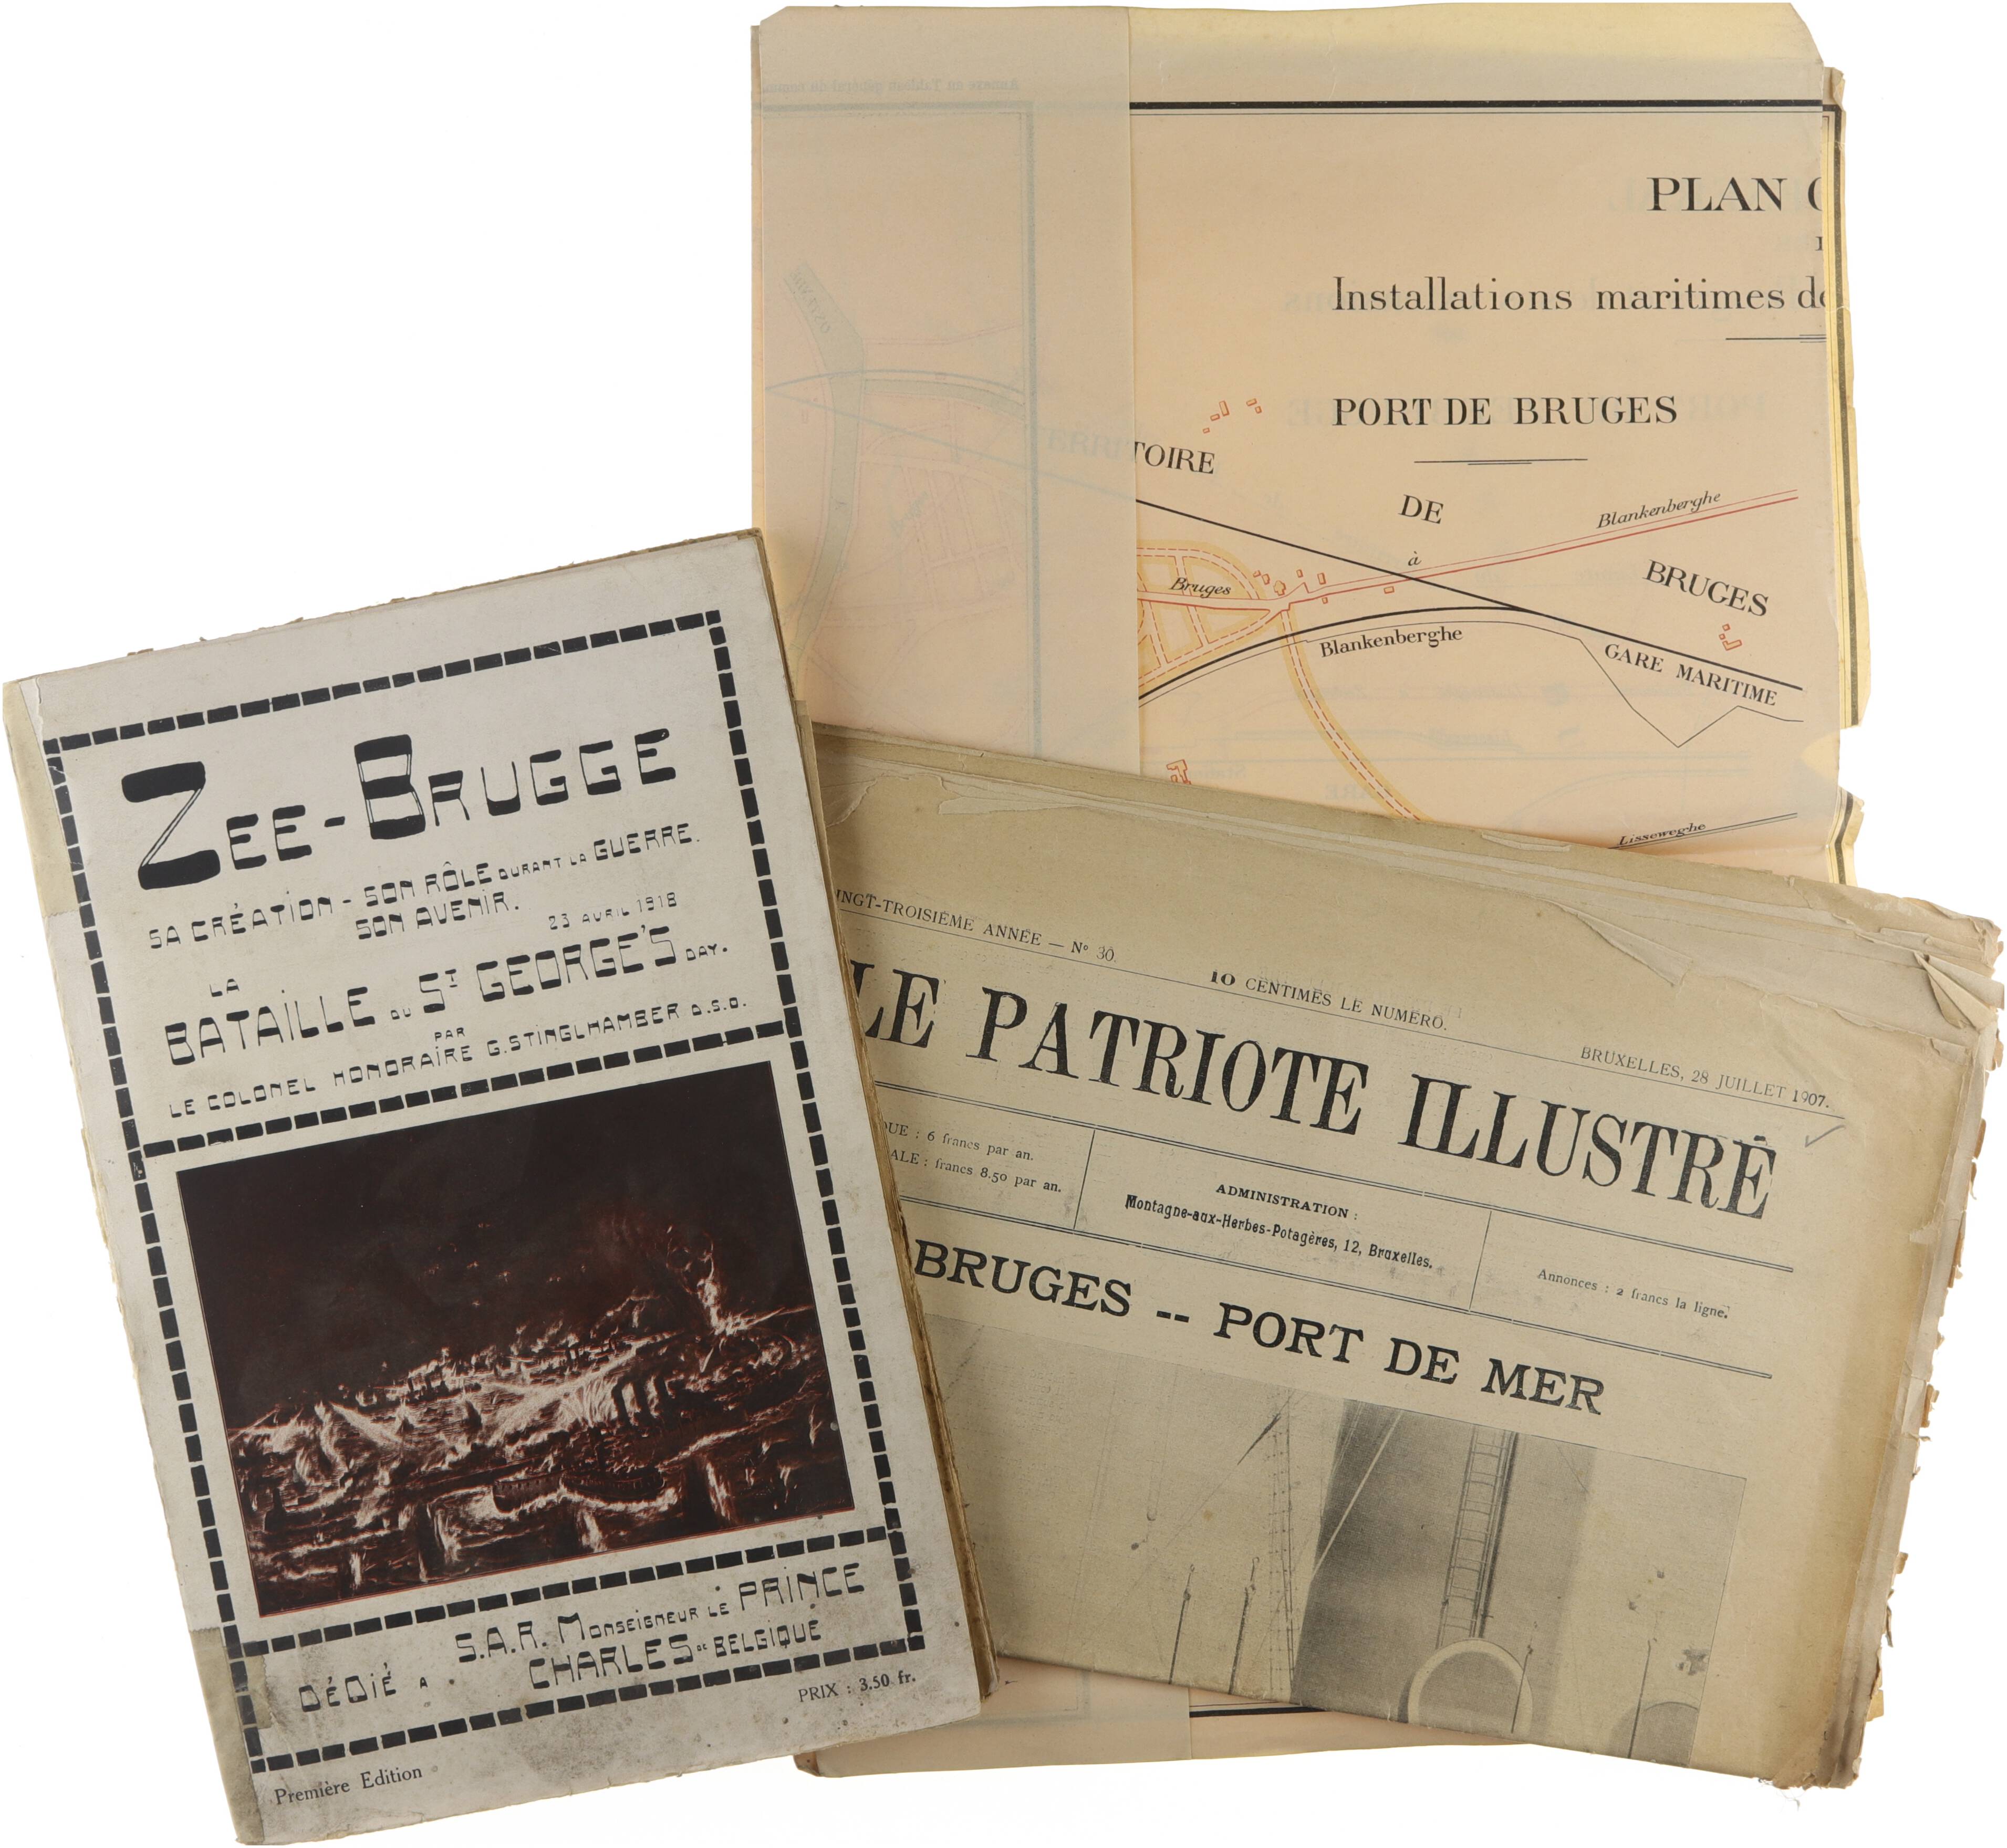 PLAN
Installations maritimes de
PORT DE BRUGES
TOIRE
DE
BRUGES
Blankenberghe
à
Bruges
Blankenberghe
GARE MARITIME
Lisseweghe
ZEE-BRUGGE
SA CRÉATION - SON RÔLE DURANT LA GUERRE.
SON AVENIR.
23 AVRIL 1918
LA
BATAILLE DU ST GEORGE'S DAY.
PAR
LE COLONEL HONORAIRE G. STINGLHAMBER D.S.O.
DÉDIÉ A
S.A.R. MONSEIGNEUR LE PRINCE
CHARLES DE BELGIQUE
PRIX : 3.50 fr.
Première Edition
INGT-TROISIÈME ANNÉE — N° 30.
10 CENTIMES LE NUMÉRO.
BRUXELLES, 28 JUILLET 1907.
LE PATRIOTE ILLUSTRÉ
QUE : 6 francs par an.
ALE : francs 8.50 par an.
ADMINISTRATION :
Montagne-aux-Herbes-Potagères, 12, Bruxelles.
Annonces : 2 francs la ligne.
BRUGES -- PORT DE MER